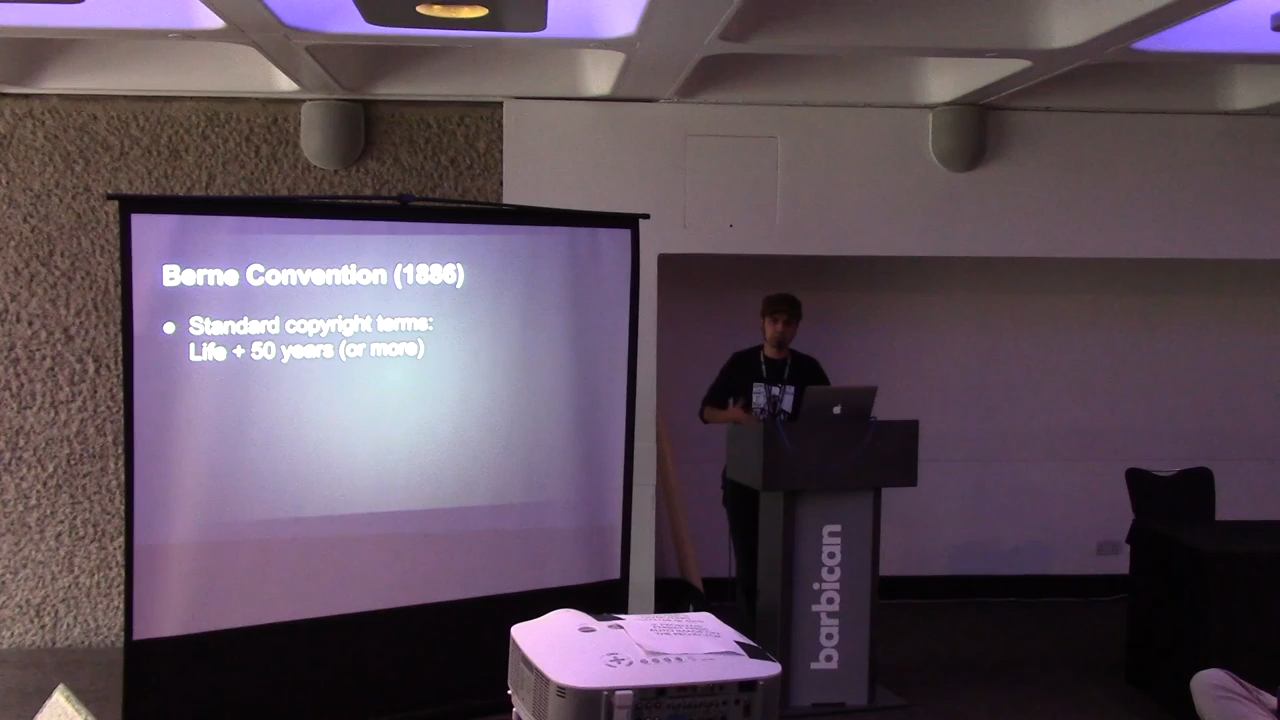 Berne Convention (1886)
Standard copyright terms:
Life + 50 years (or more)
barbican